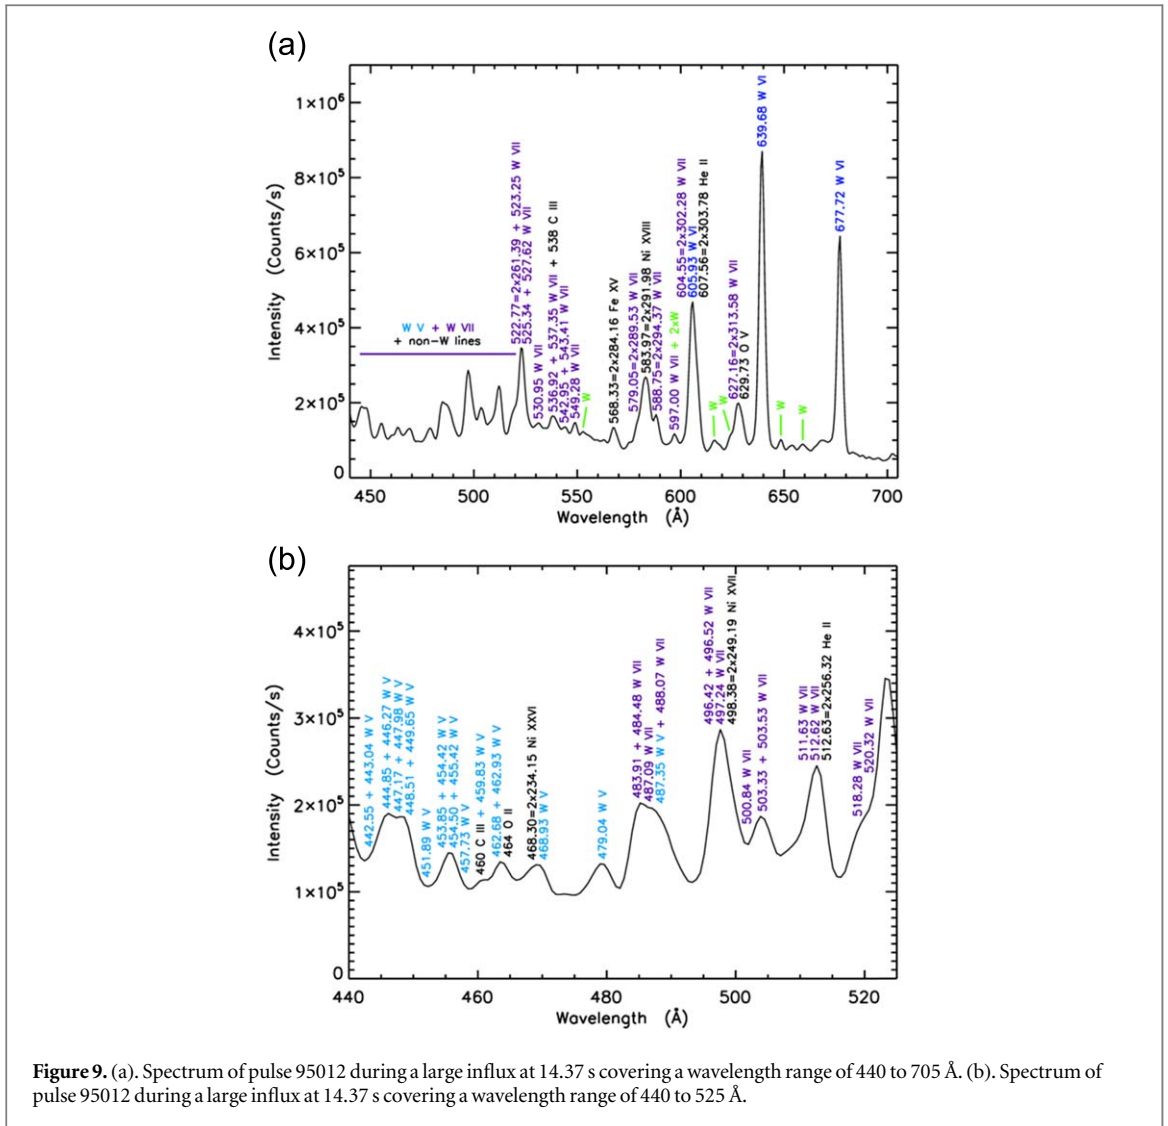 (a)
Intensity (Counts/s)
1×10⁶
8×10⁵
6×10⁵
4×10⁵
2×10⁵
0
W V + W VII
+ non-W lines
522.77=2x261.39 + 523.25 W VII
525.34 + 527.62 W VII
530.95 W VII
536.92 + 537.35 W VII + 538 C III
542.95 + 543.41 W VII
549.28 W VII
W
568.33=2x284.16 Fe XV
579.05=2x289.53 W VII
583.97=2x291.98 Ni XVIII
588.75=2x294.37 W VII
597.00 W VII + 2xW
604.55=2x302.28 W VII
605.93 W VI
607.56=2x303.78 He II
W
W
627.16=2x313.58 W VII
629.73 O V
639.68 W VI
W
W
677.72 W VI
450 500 550 600 650 700
Wavelength (Å)
(b)
Intensity (Counts/s)
4×10⁵
3×10⁵
2×10⁵
1×10⁵
0
442.55 + 443.04 W V
444.85 + 446.27 W V
447.17 + 447.98 W V
448.51 + 449.65 W V
451.89 W V
453.85 + 454.42 W V
454.50 + 455.42 W V
457.73 W V
460 C III + 459.83 W V
462.68 + 462.93 W V
464 O II
468.30=2x234.15 Ni XXVI
468.93 W V
479.04 W V
483.91 + 484.48 W VII
487.09 W VII
487.35 W V + 488.07 W VII
496.42 + 496.52 W VII
497.24 W VII
498.38=2x249.19 Ni XVII
500.84 W VII
503.33 + 503.53 W VII
511.63 W VII
512.62 W VII
512.63=2x256.32 He II
518.28 W VII
520.32 W VII
440 460 480 500 520
Wavelength (Å)
Figure 9. (a). Spectrum of pulse 95012 during a large influx at 14.37 s covering a wavelength range of 440 to 705 Å. (b). Spectrum of
pulse 95012 during a large influx at 14.37 s covering a wavelength range of 440 to 525 Å.